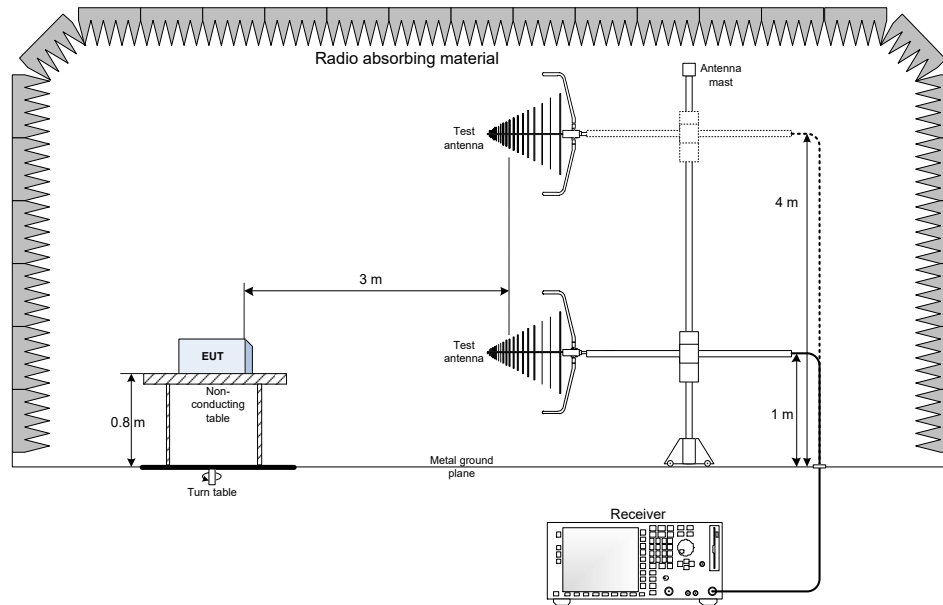 Radio absorbing material
Antenna
mast
Test
antenna
4 m
3 m
Test
antenna
EUT
Non-
conducting
table
0.8 m
1 m
Metal ground
plane
Turn table
Receiver